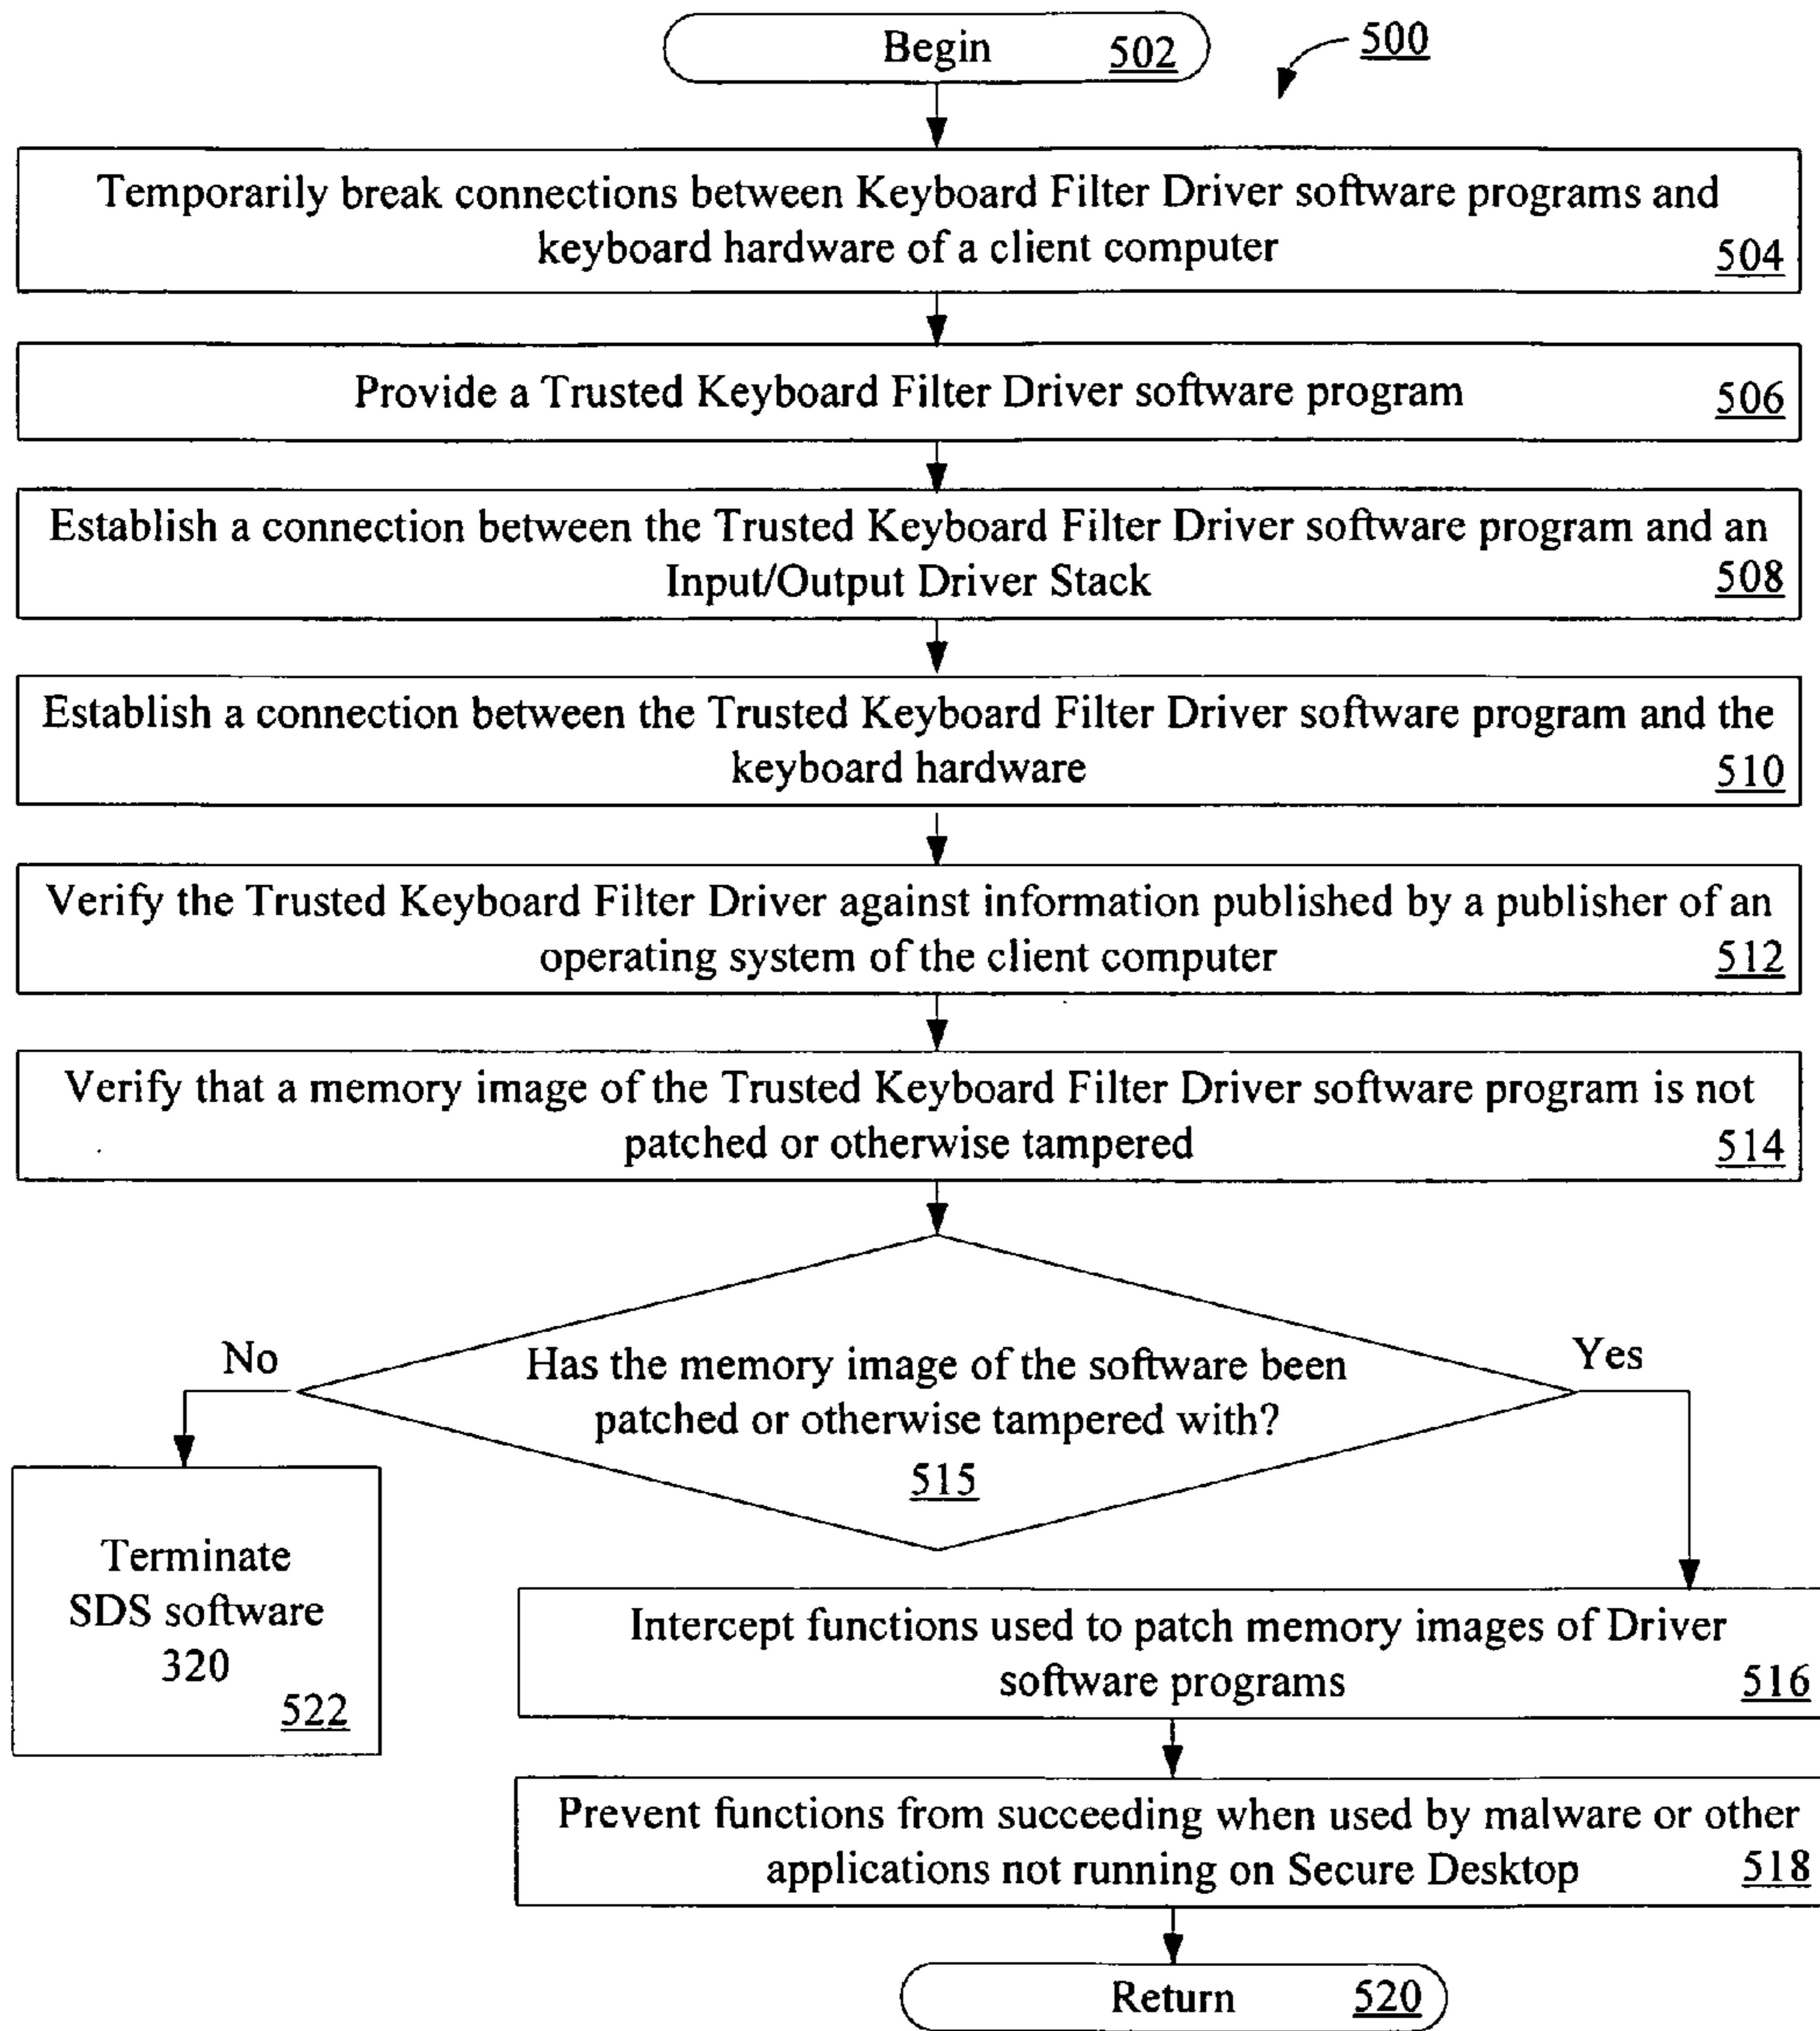 Begin 502
500
Temporarily break connections between Keyboard Filter Driver software programs and
keyboard hardware of a client computer
504
Provide a Trusted Keyboard Filter Driver software program
506
Establish a connection between the Trusted Keyboard Filter Driver software program and an
Input/Output Driver Stack
508
Establish a connection between the Trusted Keyboard Filter Driver software program and the
keyboard hardware
510
Verify the Trusted Keyboard Filter Driver against information published by a publisher of an
operating system of the client computer
512
Verify that a memory image of the Trusted Keyboard Filter Driver software program is not
patched or otherwise tampered
514
No
Has the memory image of the software been
patched or otherwise tampered with?
515
Yes
Terminate
SDS software
320
522
Intercept functions used to patch memory images of Driver
software programs
516
Prevent functions from succeeding when used by malware or other
applications not running on Secure Desktop
518
Return 520